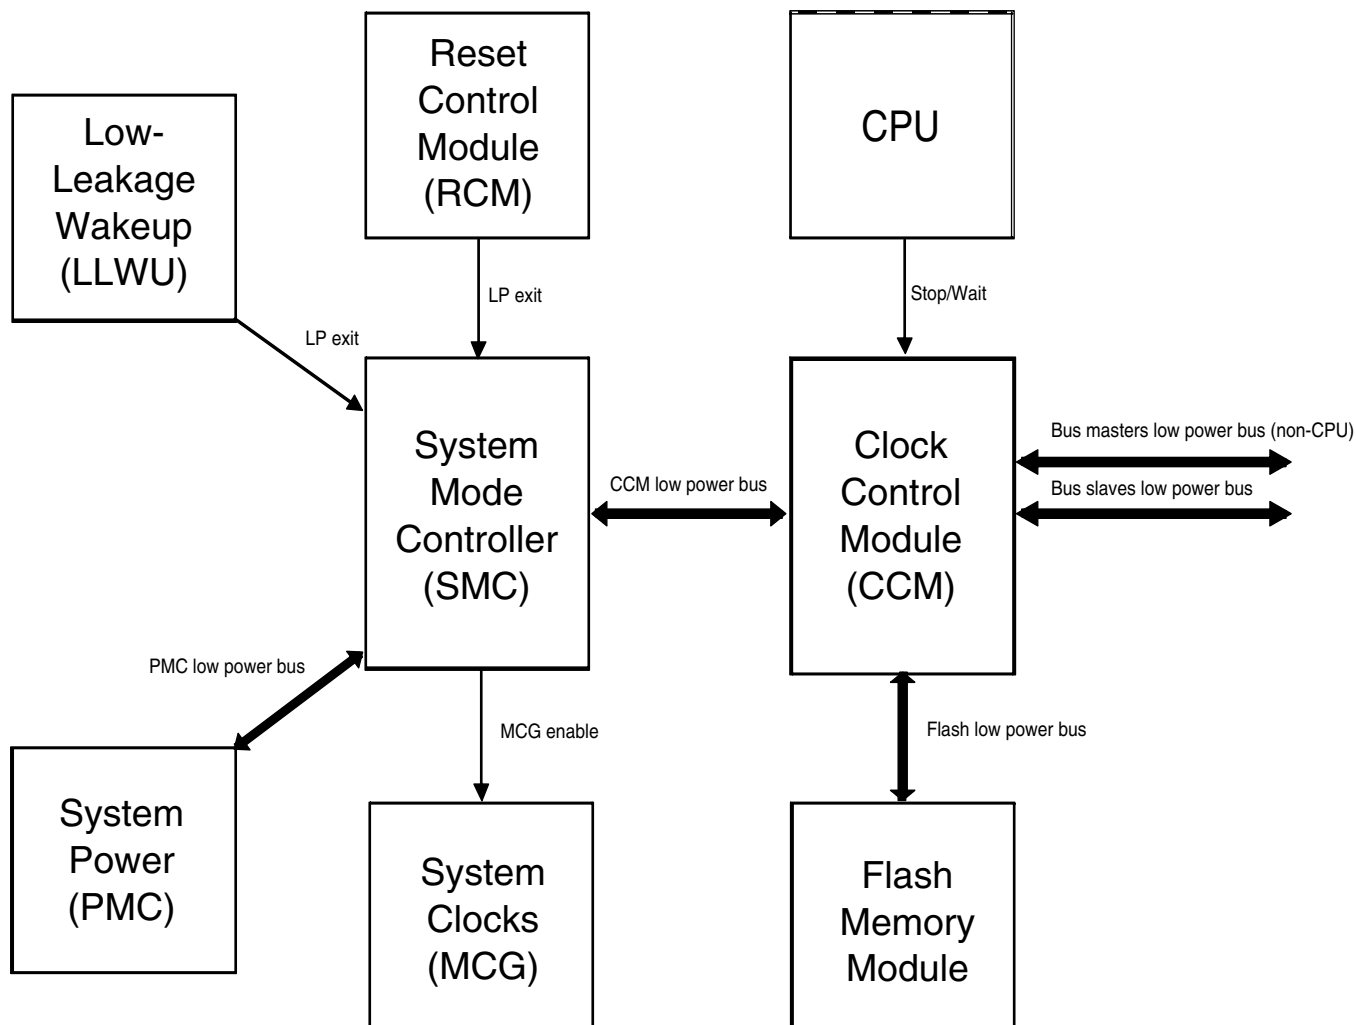 Reset
Control
Module
(RCM)
CPU
Low-
Leakage
Wakeup
(LLWU)
LP exit
LP exit
Stop/Wait
System
Mode
Controller
(SMC)
CCM low power bus
Clock
Control
Module
(CCM)
Bus masters low power bus (non-CPU)
Bus slaves low power bus
PMC low power bus
MCG enable
Flash low power bus
System
Power
(PMC)
System
Clocks
(MCG)
Flash
Memory
Module